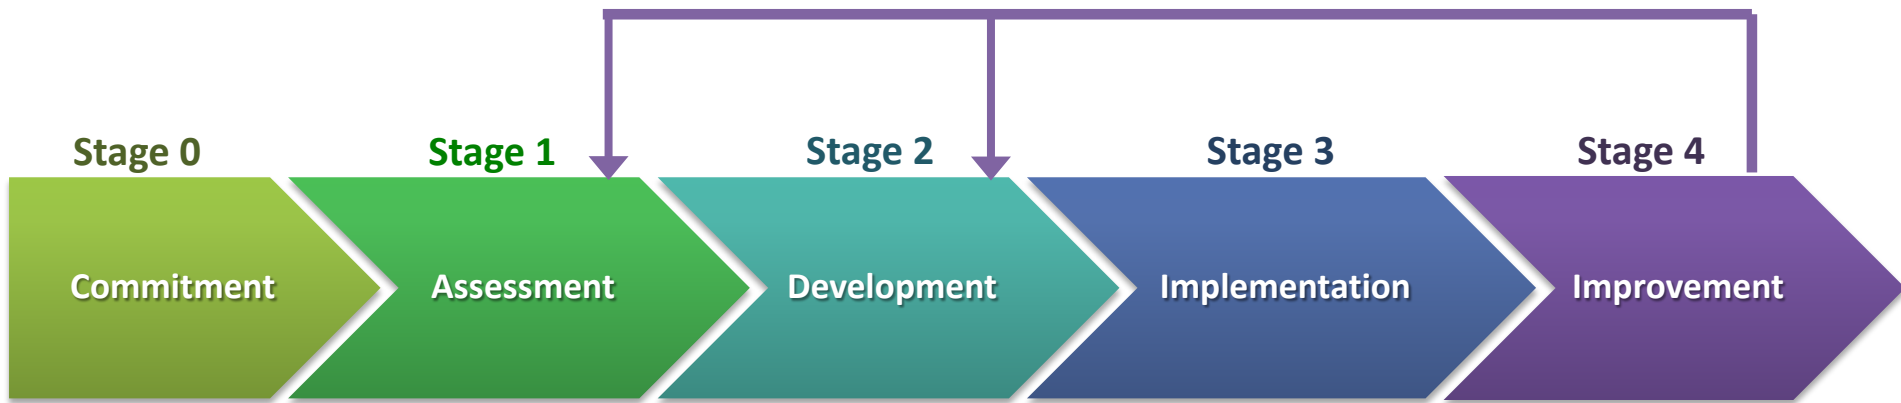 Stage 0
Stage 1
Stage 2
Stage 3
Stage 4
Commitment
Assessment
Development
Implementation
Improvement